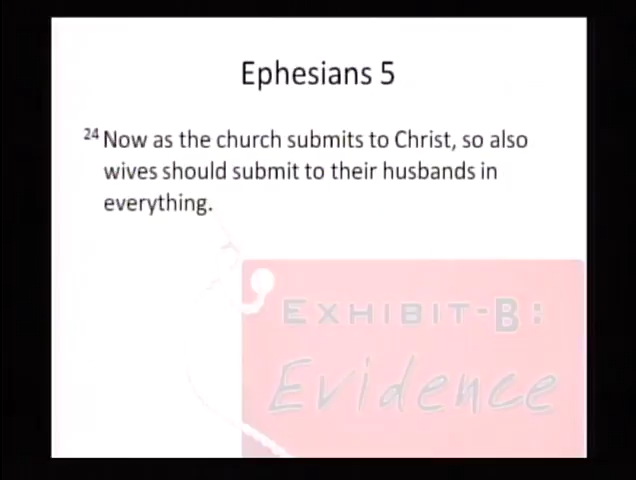 Ephesians 5
24 Now as the church submits to Christ, so also
wives should submit to their husbands in
everything.
EXHIBIT-B:
Evidence